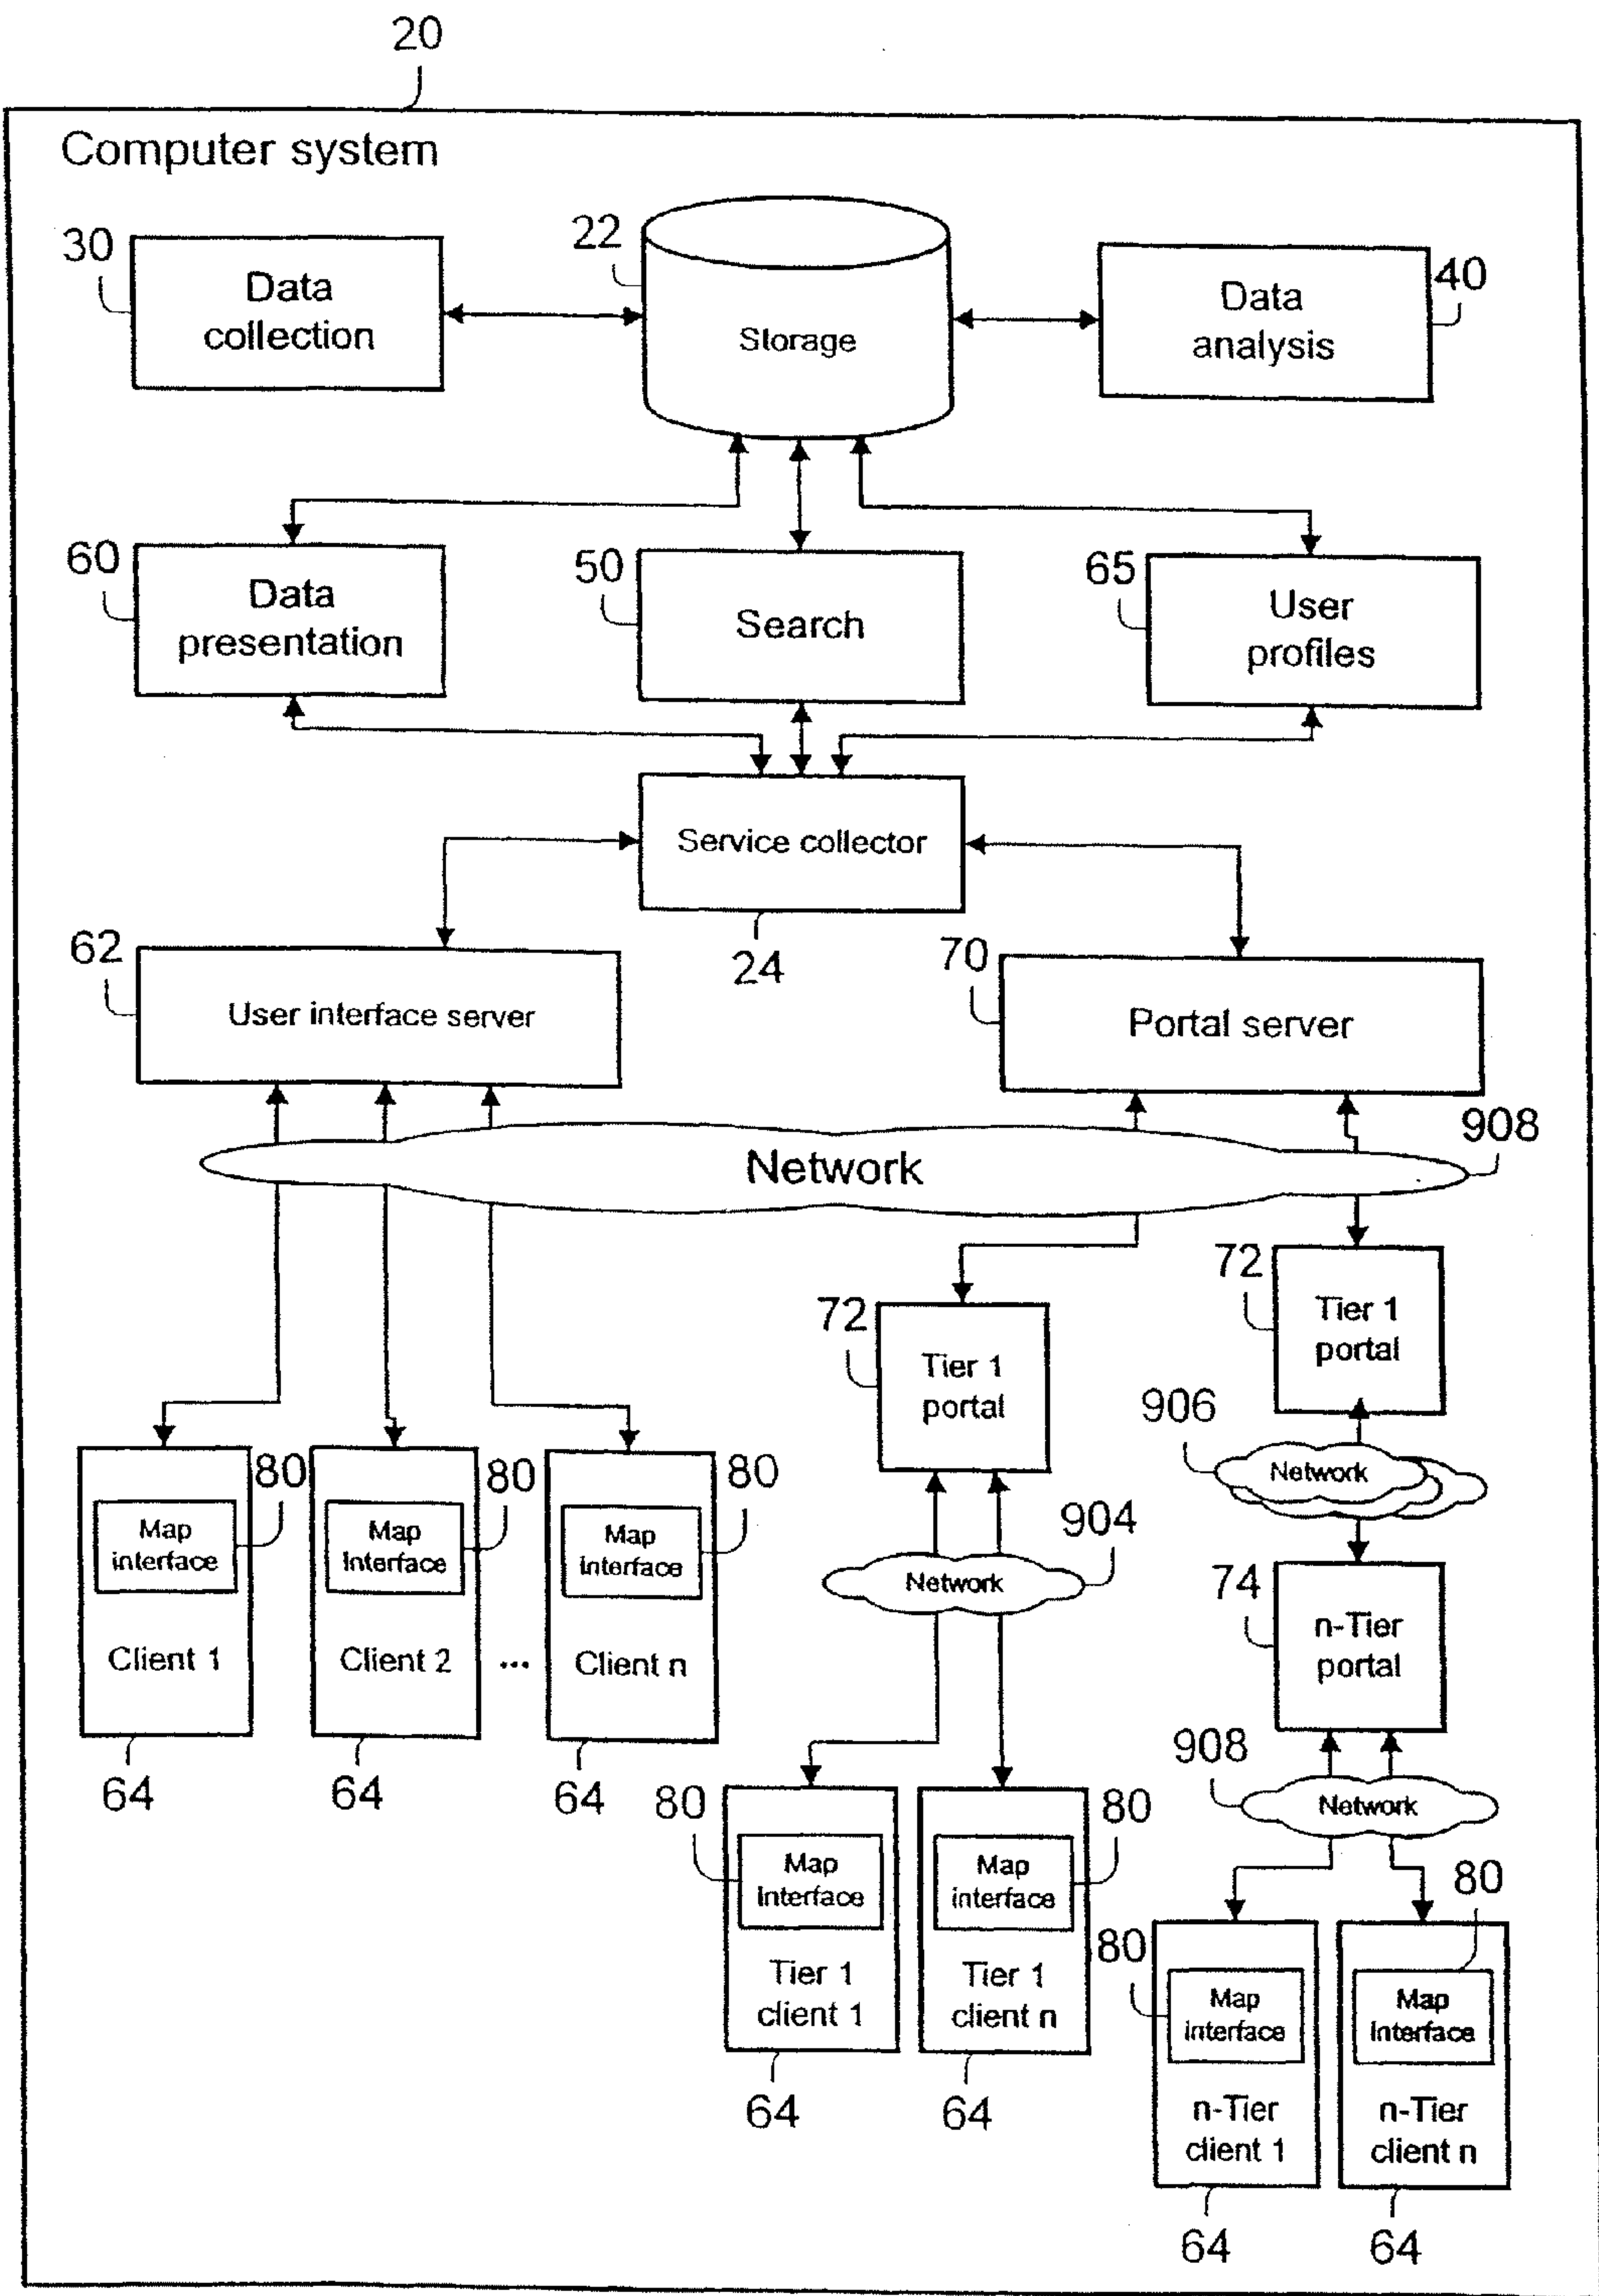 20
Computer system
30
Data
collection
22
Storage
Data
analysis
40
60
Data
presentation
50
Search
65
User
profiles
Service collector
24
62
User interface server
70
Portal server
Network
908
72
Tier 1
portal
72
Tier 1
portal
906
Network
80
Map
interface
Client 1
64
80
Map
Interface
Client 2
64
...
80
Map
Interface
Client n
64
904
Network
74
n-Tier
portal
908
Network
80
Map
Interface
Tier 1
client 1
64
80
Map
interface
Tier 1
client n
64
80
Map
interface
n-Tier
client 1
64
80
Map
Interface
n-Tier
client n
64